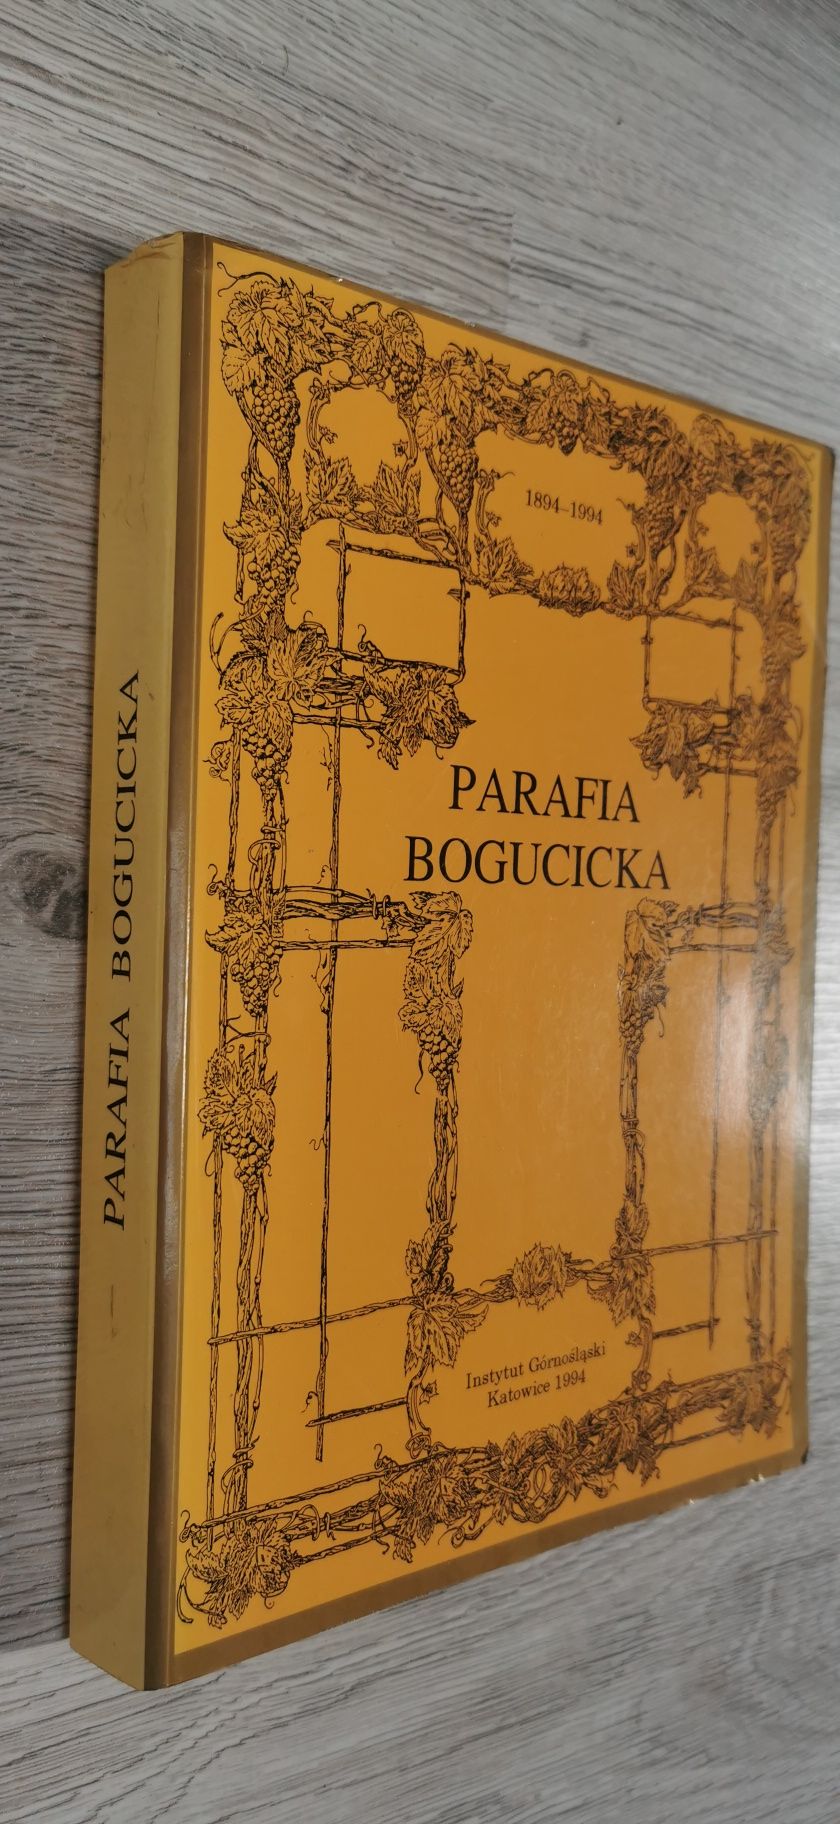 PARAFIA BOGUCICKA
1894–1994
PARAFIA
BOGUCICKA
Instytut Górnośląski
Katowice 1994